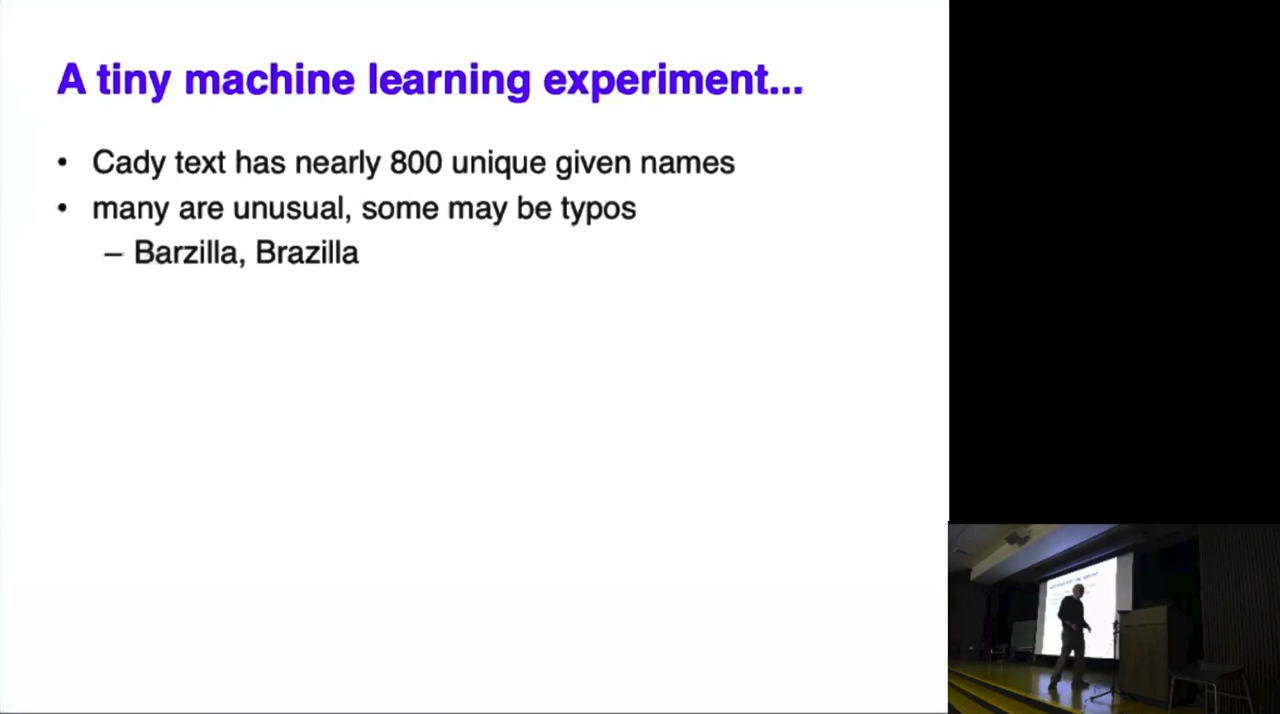 A tiny machine learning experiment...
• Cady text has nearly 800 unique given names
• many are unusual, some may be typos
– Barzilla, Brazilla